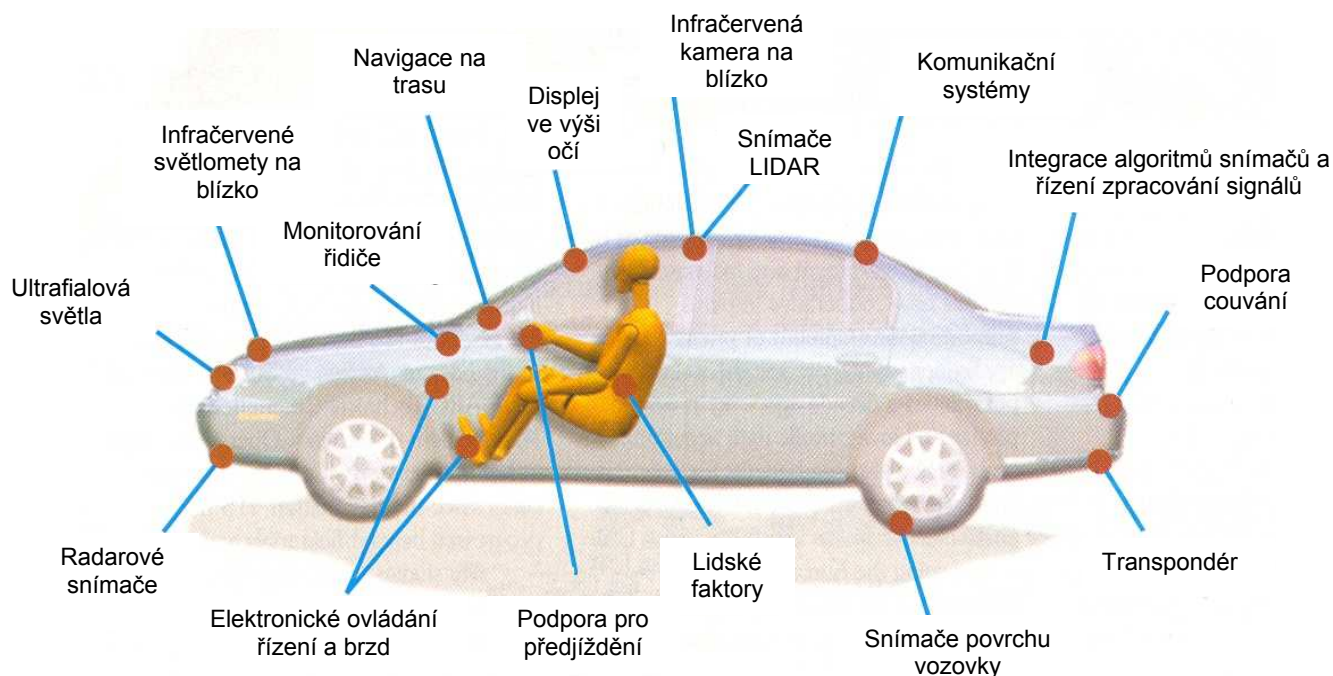 Infračervená
kamera na
blízko
Navigace na
trasu
Komunikační
systémy
Displej
ve výši
očí
Infračervené
světlomety na
blízko
Snímače
LIDAR
Integrace algoritmů snímačů a
řízení zpracování signálů
Monitorování
řidiče
Ultrafialová
světla
Podpora
couvání
Radarové
snímače
Lidské
faktory
Transpondér
Elektronické ovládání
řízení a brzd
Podpora pro
předjíždění
Snímače povrchu
vozovky